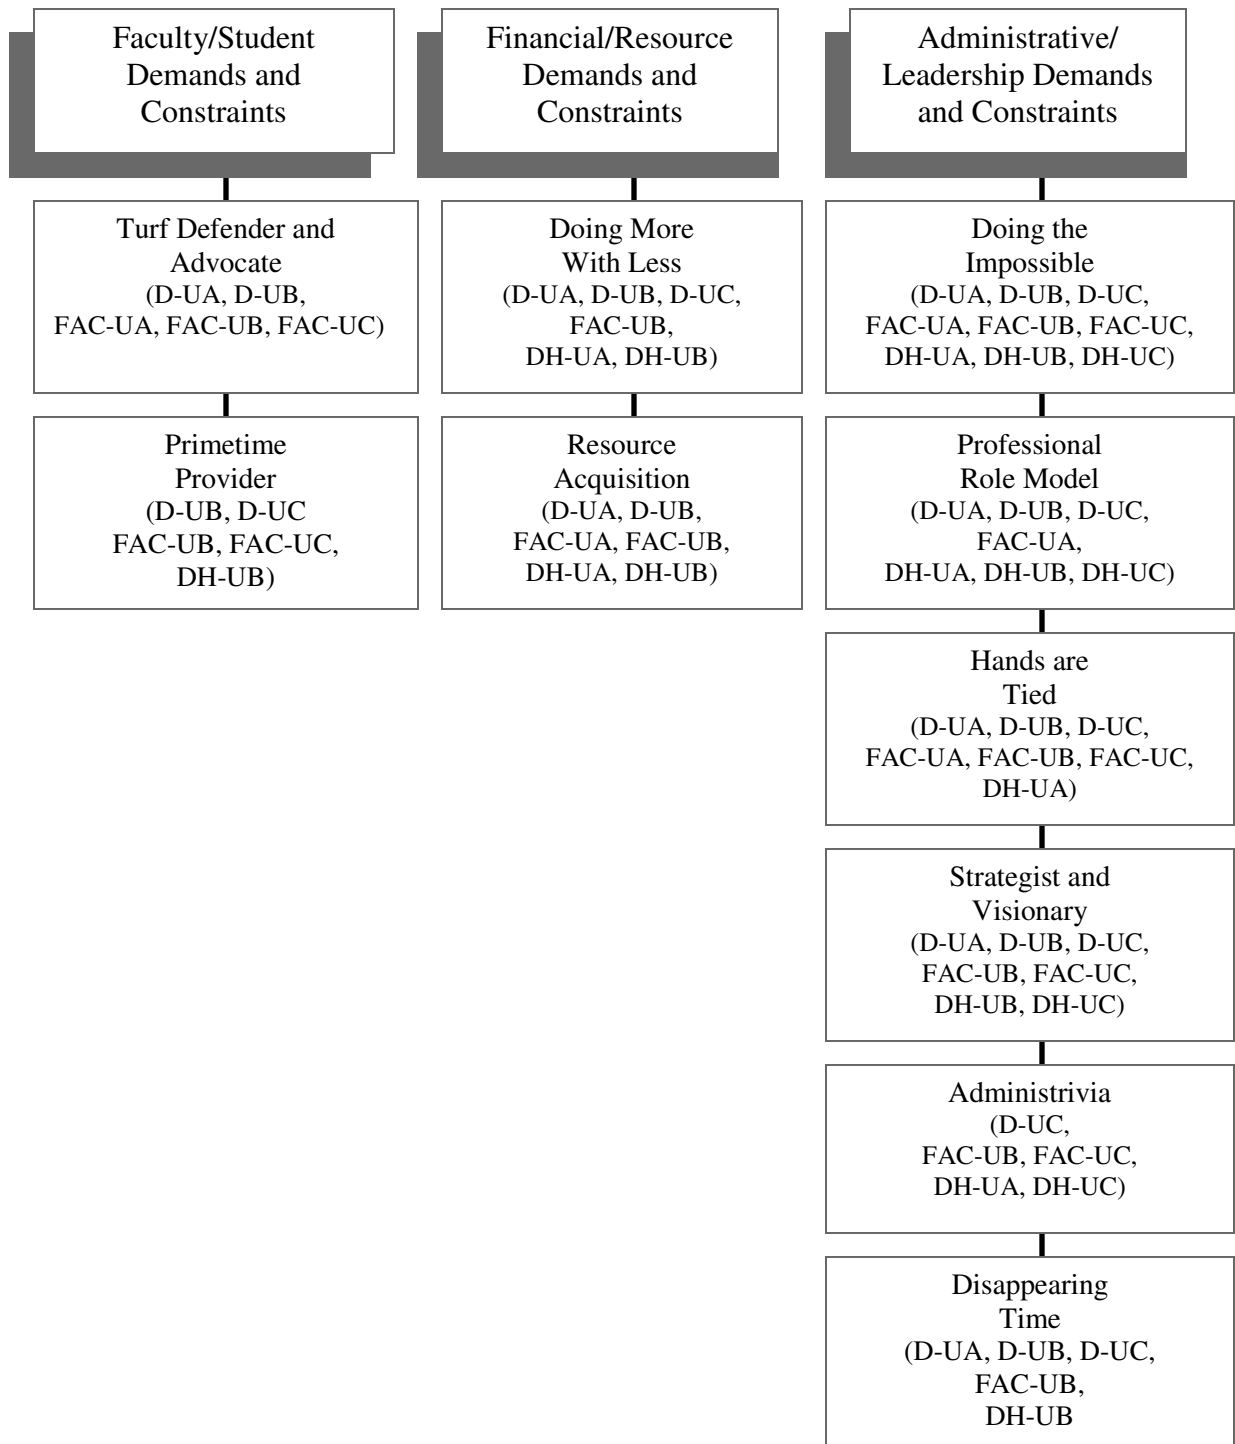 Faculty/Student
Demands and
Constraints
Turf Defender and
Advocate
(D-UA, D-UB,
FAC-UA, FAC-UB, FAC-UC)
Primetime
Provider
(D-UB, D-UC
FAC-UB, FAC-UC,
DH-UB)
Financial/Resource
Demands and
Constraints
Doing More
With Less
(D-UA, D-UB, D-UC,
FAC-UB,
DH-UA, DH-UB)
Resource
Acquisition
(D-UA, D-UB,
FAC-UA, FAC-UB,
DH-UA, DH-UB)
Administrative/
Leadership Demands
and Constraints
Doing the
Impossible
(D-UA, D-UB, D-UC,
FAC-UA, FAC-UB, FAC-UC,
DH-UA, DH-UB, DH-UC)
Professional
Role Model
(D-UA, D-UB, D-UC,
FAC-UA,
DH-UA, DH-UB, DH-UC)
Hands are
Tied
(D-UA, D-UB, D-UC,
FAC-UA, FAC-UB, FAC-UC,
DH-UA)
Strategist and
Visionary
(D-UA, D-UB, D-UC,
FAC-UB, FAC-UC,
DH-UB, DH-UC)
Administrivia
(D-UC,
FAC-UB, FAC-UC,
DH-UA, DH-UC)
Disappearing
Time
(D-UA, D-UB, D-UC,
FAC-UB,
DH-UB